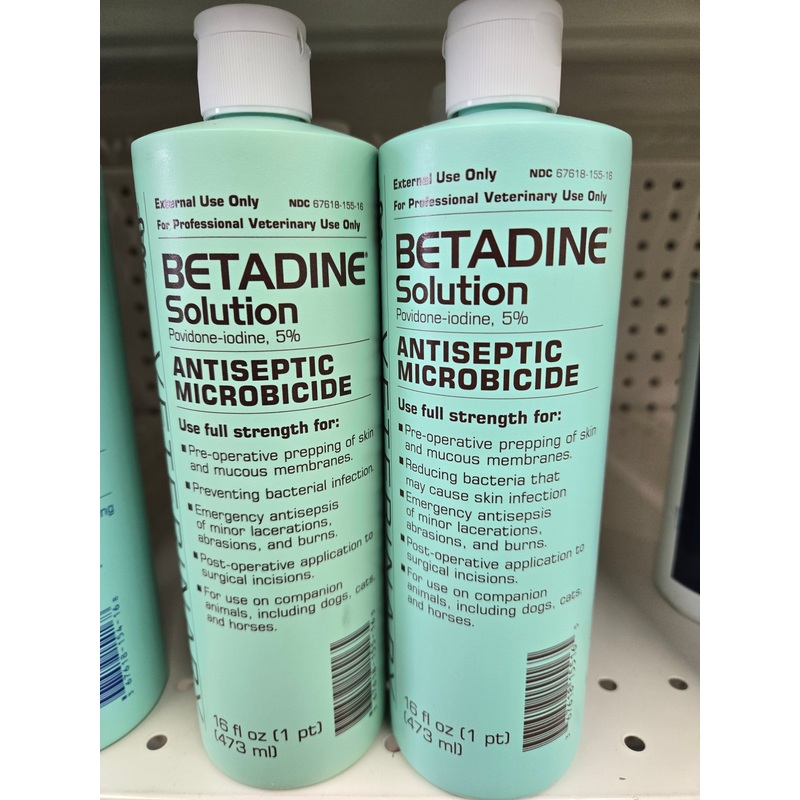 External Use Only NDC 67618-155-16
For Professional Veterinary Use Only
BETADINE®
Solution
Povidone-iodine, 5%
ANTISEPTIC
MICROBICIDE
Use full strength for:
▪Pre-operative prepping of skin
and mucous membranes.
▪Preventing bacterial infection.
▪Emergency antisepsis
of minor lacerations,
abrasions, and burns.
▪Post-operative application to
surgical incisions.
▪For use on companion
animals, including dogs, cats,
and horses.
16 fl oz (1 pt)
(473 ml)
External Use Only NDC 67618-155-16
For Professional Veterinary Use Only
BETADINE®
Solution
Povidone-iodine, 5%
ANTISEPTIC
MICROBICIDE
Use full strength for:
▪Pre-operative prepping of skin
and mucous membranes.
▪Reducing bacteria that
may cause skin infection
▪Emergency antisepsis
of minor lacerations,
abrasions, and burns.
▪Post-operative application to
surgical incisions.
▪For use on companion
animals, including dogs, cats,
and horses.
16 fl oz (1 pt)
(473 ml)